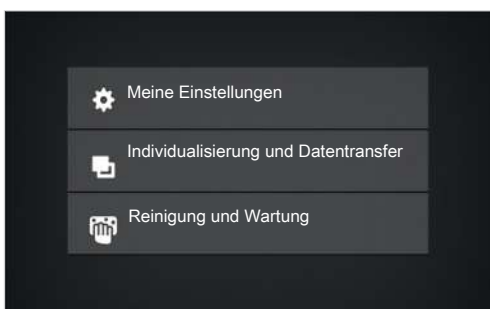 Meine Einstellungen
Individualisierung und Datentransfer
Reinigung und Wartung